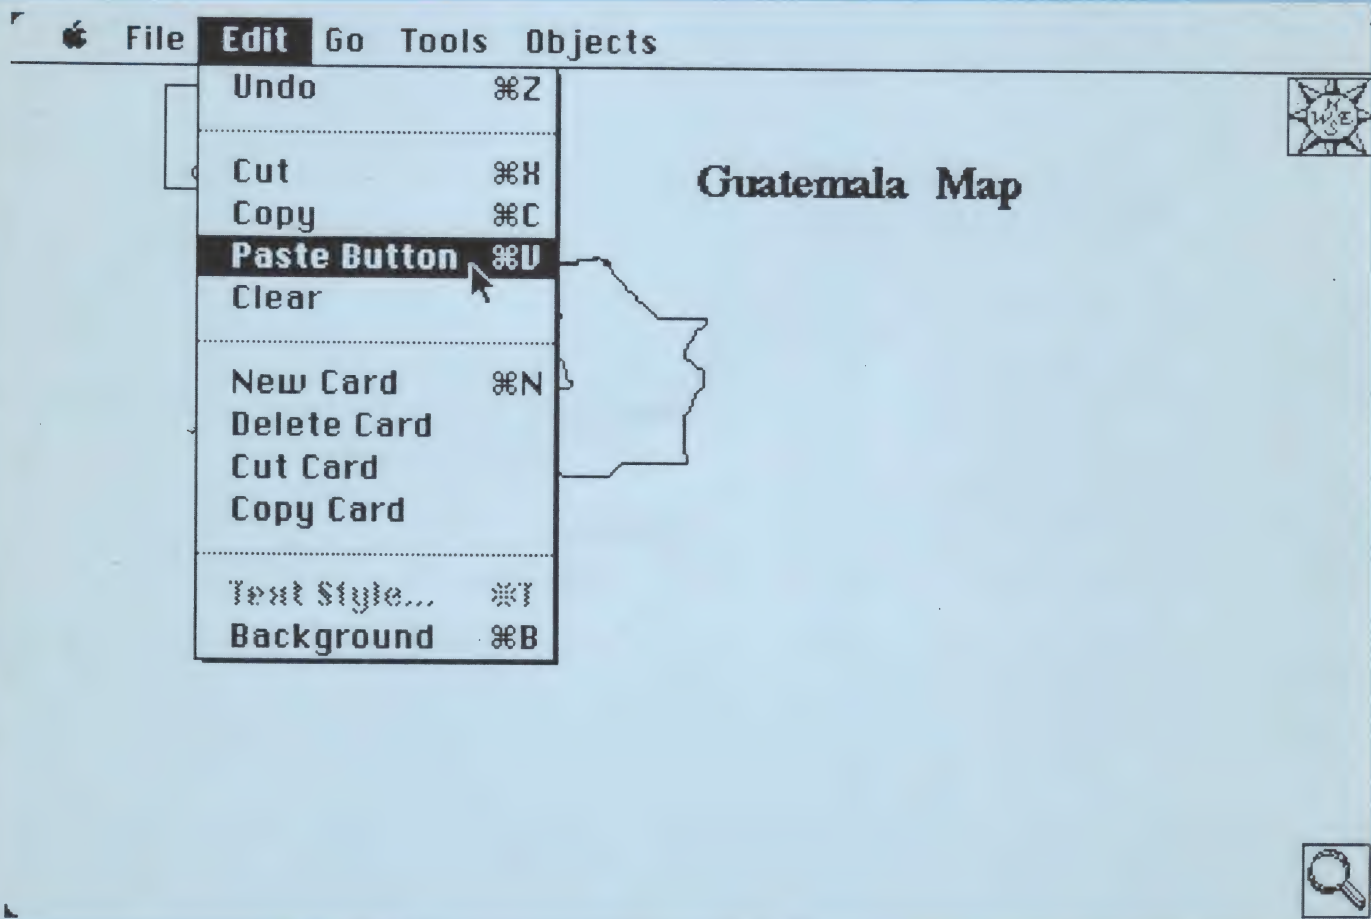 File Edit Go Tools Objects
Undo ⌘Z
Cut ⌘X
Copy ⌘C
Paste Button ⌘V
Clear
New Card ⌘N
Delete Card
Cut Card
Copy Card
Text Style... ⌘T
Background ⌘B
Guatemala Map
N
W E
S